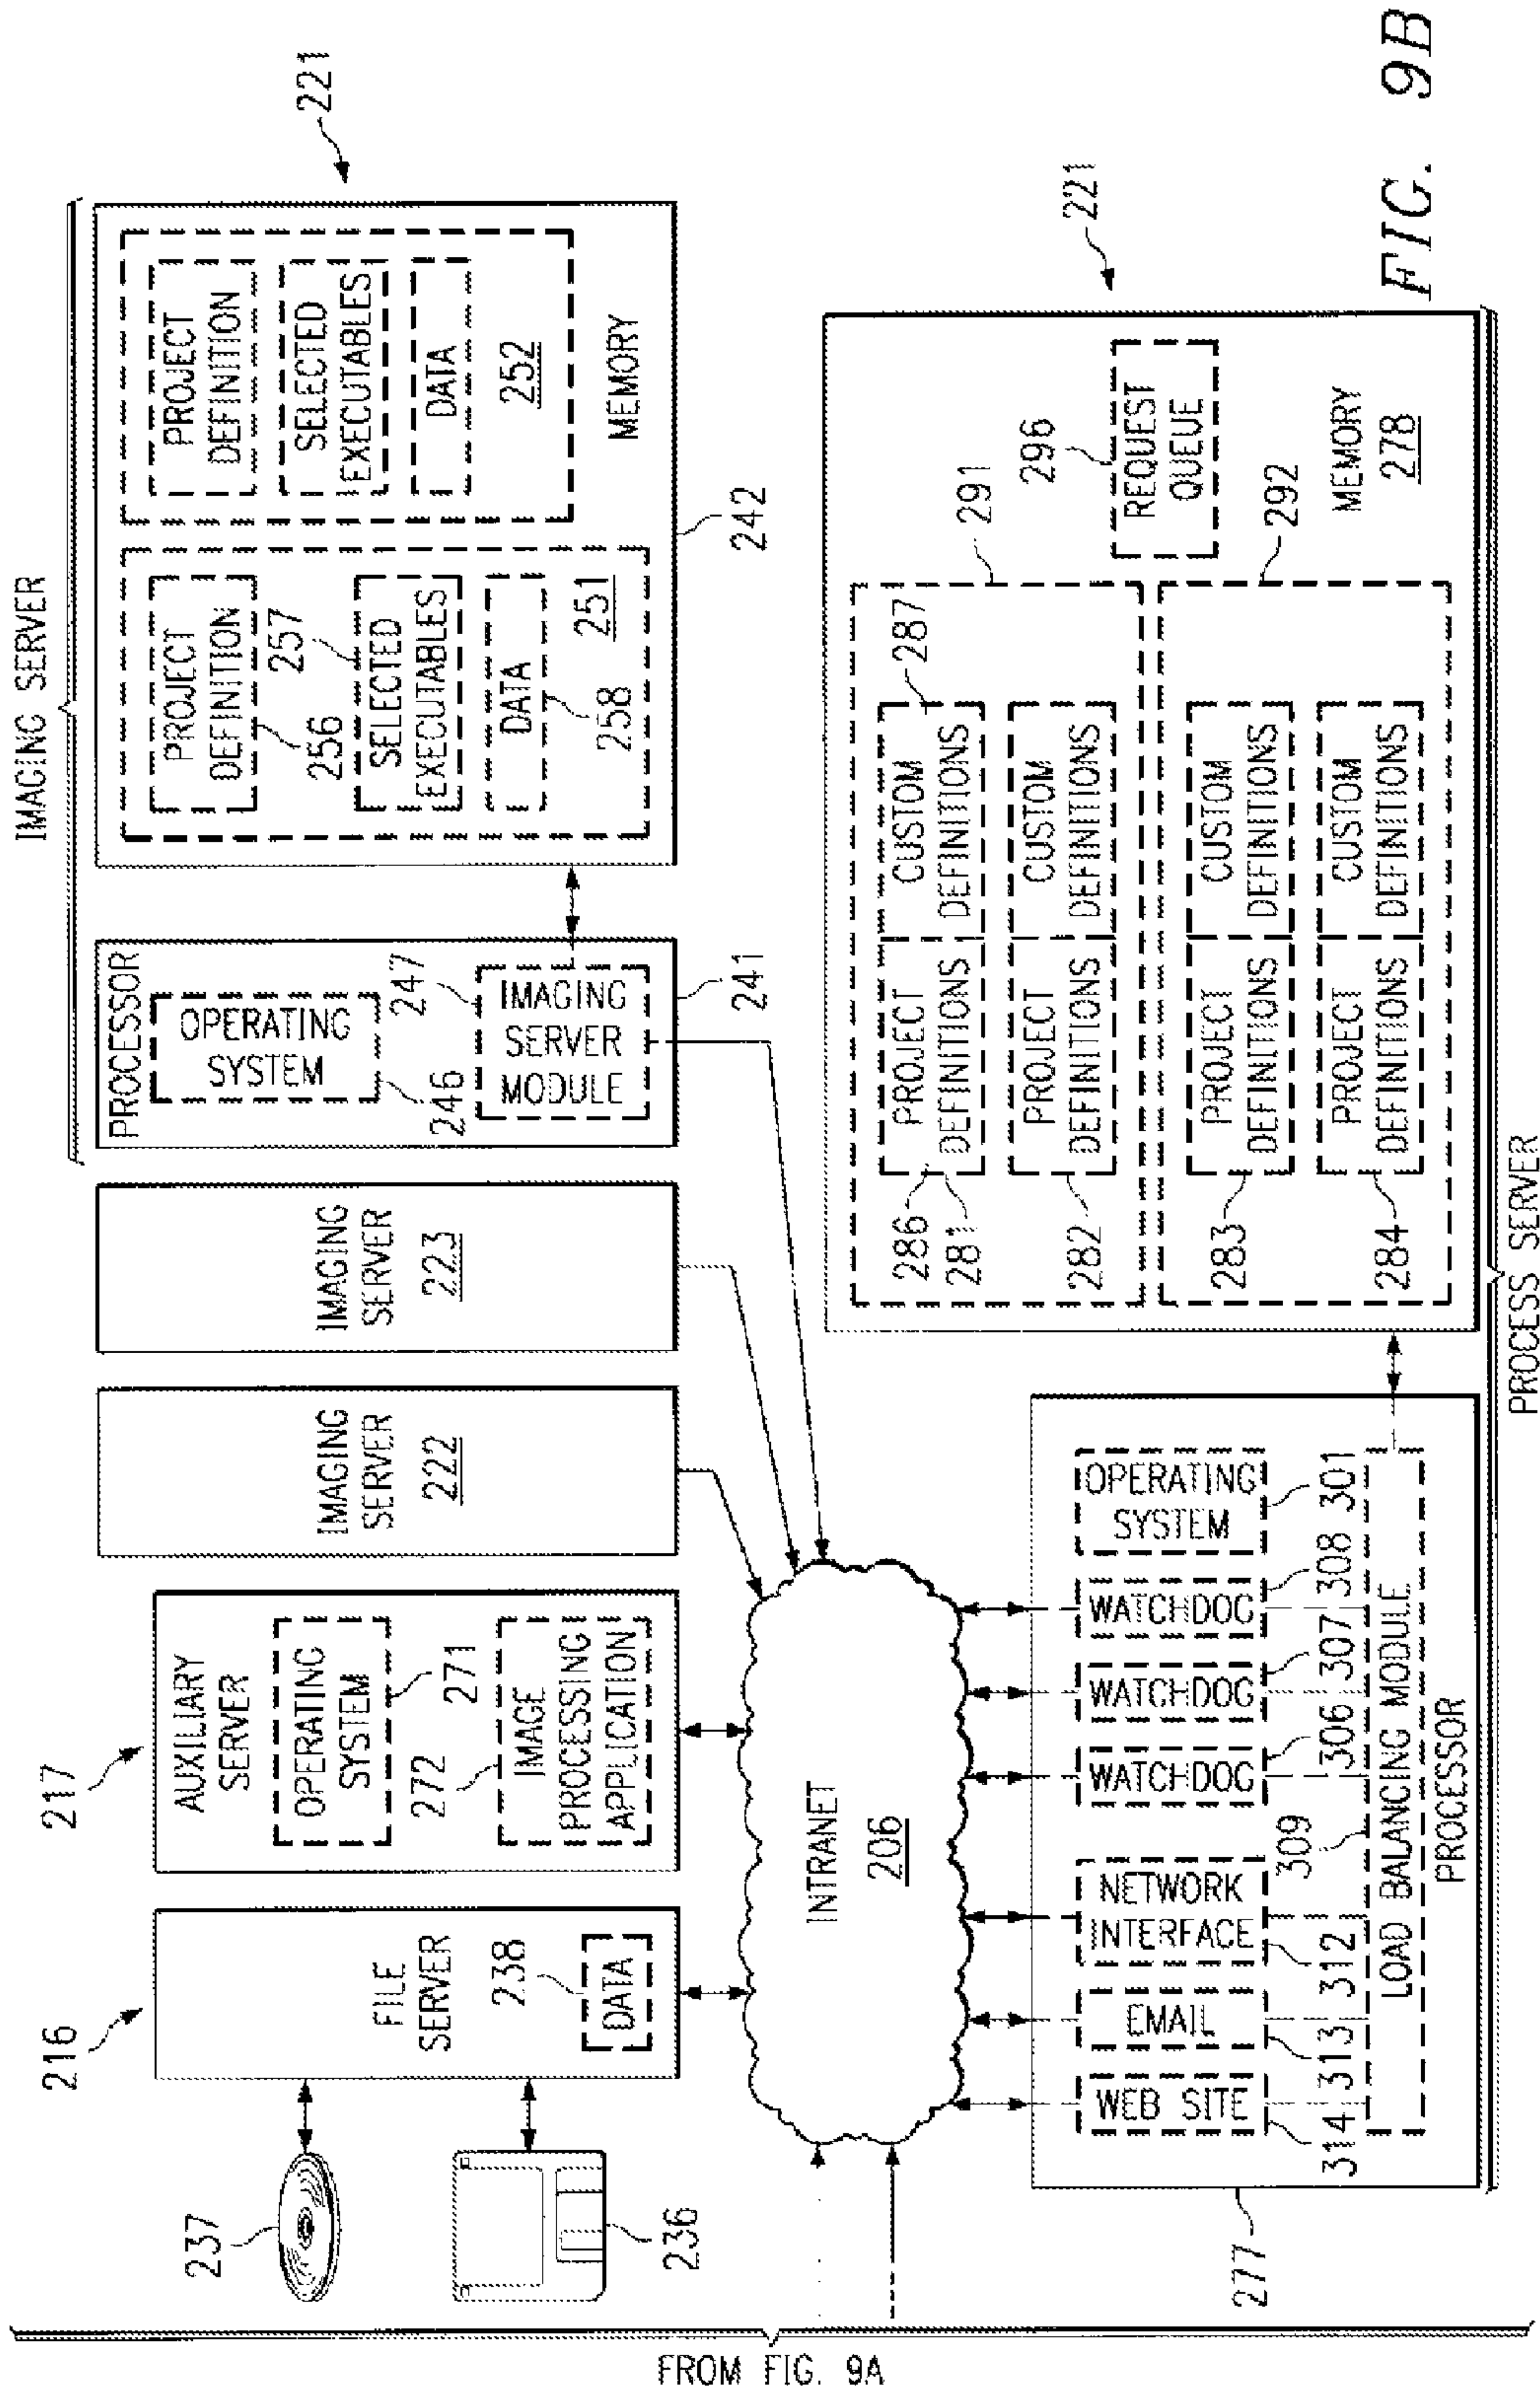 FROM FIG. 9A
237
236
216
FILE
SERVER
238
DATA
217
AUXILIARY
SERVER
OPERATING
SYSTEM
271
272
IMAGE
PROCESSING
APPLICATION
IMAGING
SERVER
222
IMAGING
SERVER
223
IMAGING SERVER
PROCESSOR
OPERATING
SYSTEM
246
247
IMAGING
SERVER
MODULE
241
PROJECT
DEFINITION
256
257
SELECTED
EXECUTABLES
DATA
258
251
PROJECT
DEFINITION
SELECTED
EXECUTABLES
DATA
252
MEMORY
242
221
INTRANET
206
277
WEB SITE
314
EMAIL
313
NETWORK
INTERFACE
312
309
WATCHDOG
306
WATCHDOG
307
WATCHDOG
308
OPERATING
SYSTEM
301
LOAD BALANCING MODULE
PROCESSOR
286
281
PROJECT
DEFINITIONS
CUSTOM
DEFINITIONS
287
291
282
PROJECT
DEFINITIONS
CUSTOM
DEFINITIONS
283
PROJECT
DEFINITIONS
CUSTOM
DEFINITIONS
292
284
PROJECT
DEFINITIONS
CUSTOM
DEFINITIONS
296
REQUEST
QUEUE
MEMORY
278
221
PROCESS SERVER
FIG. 9B